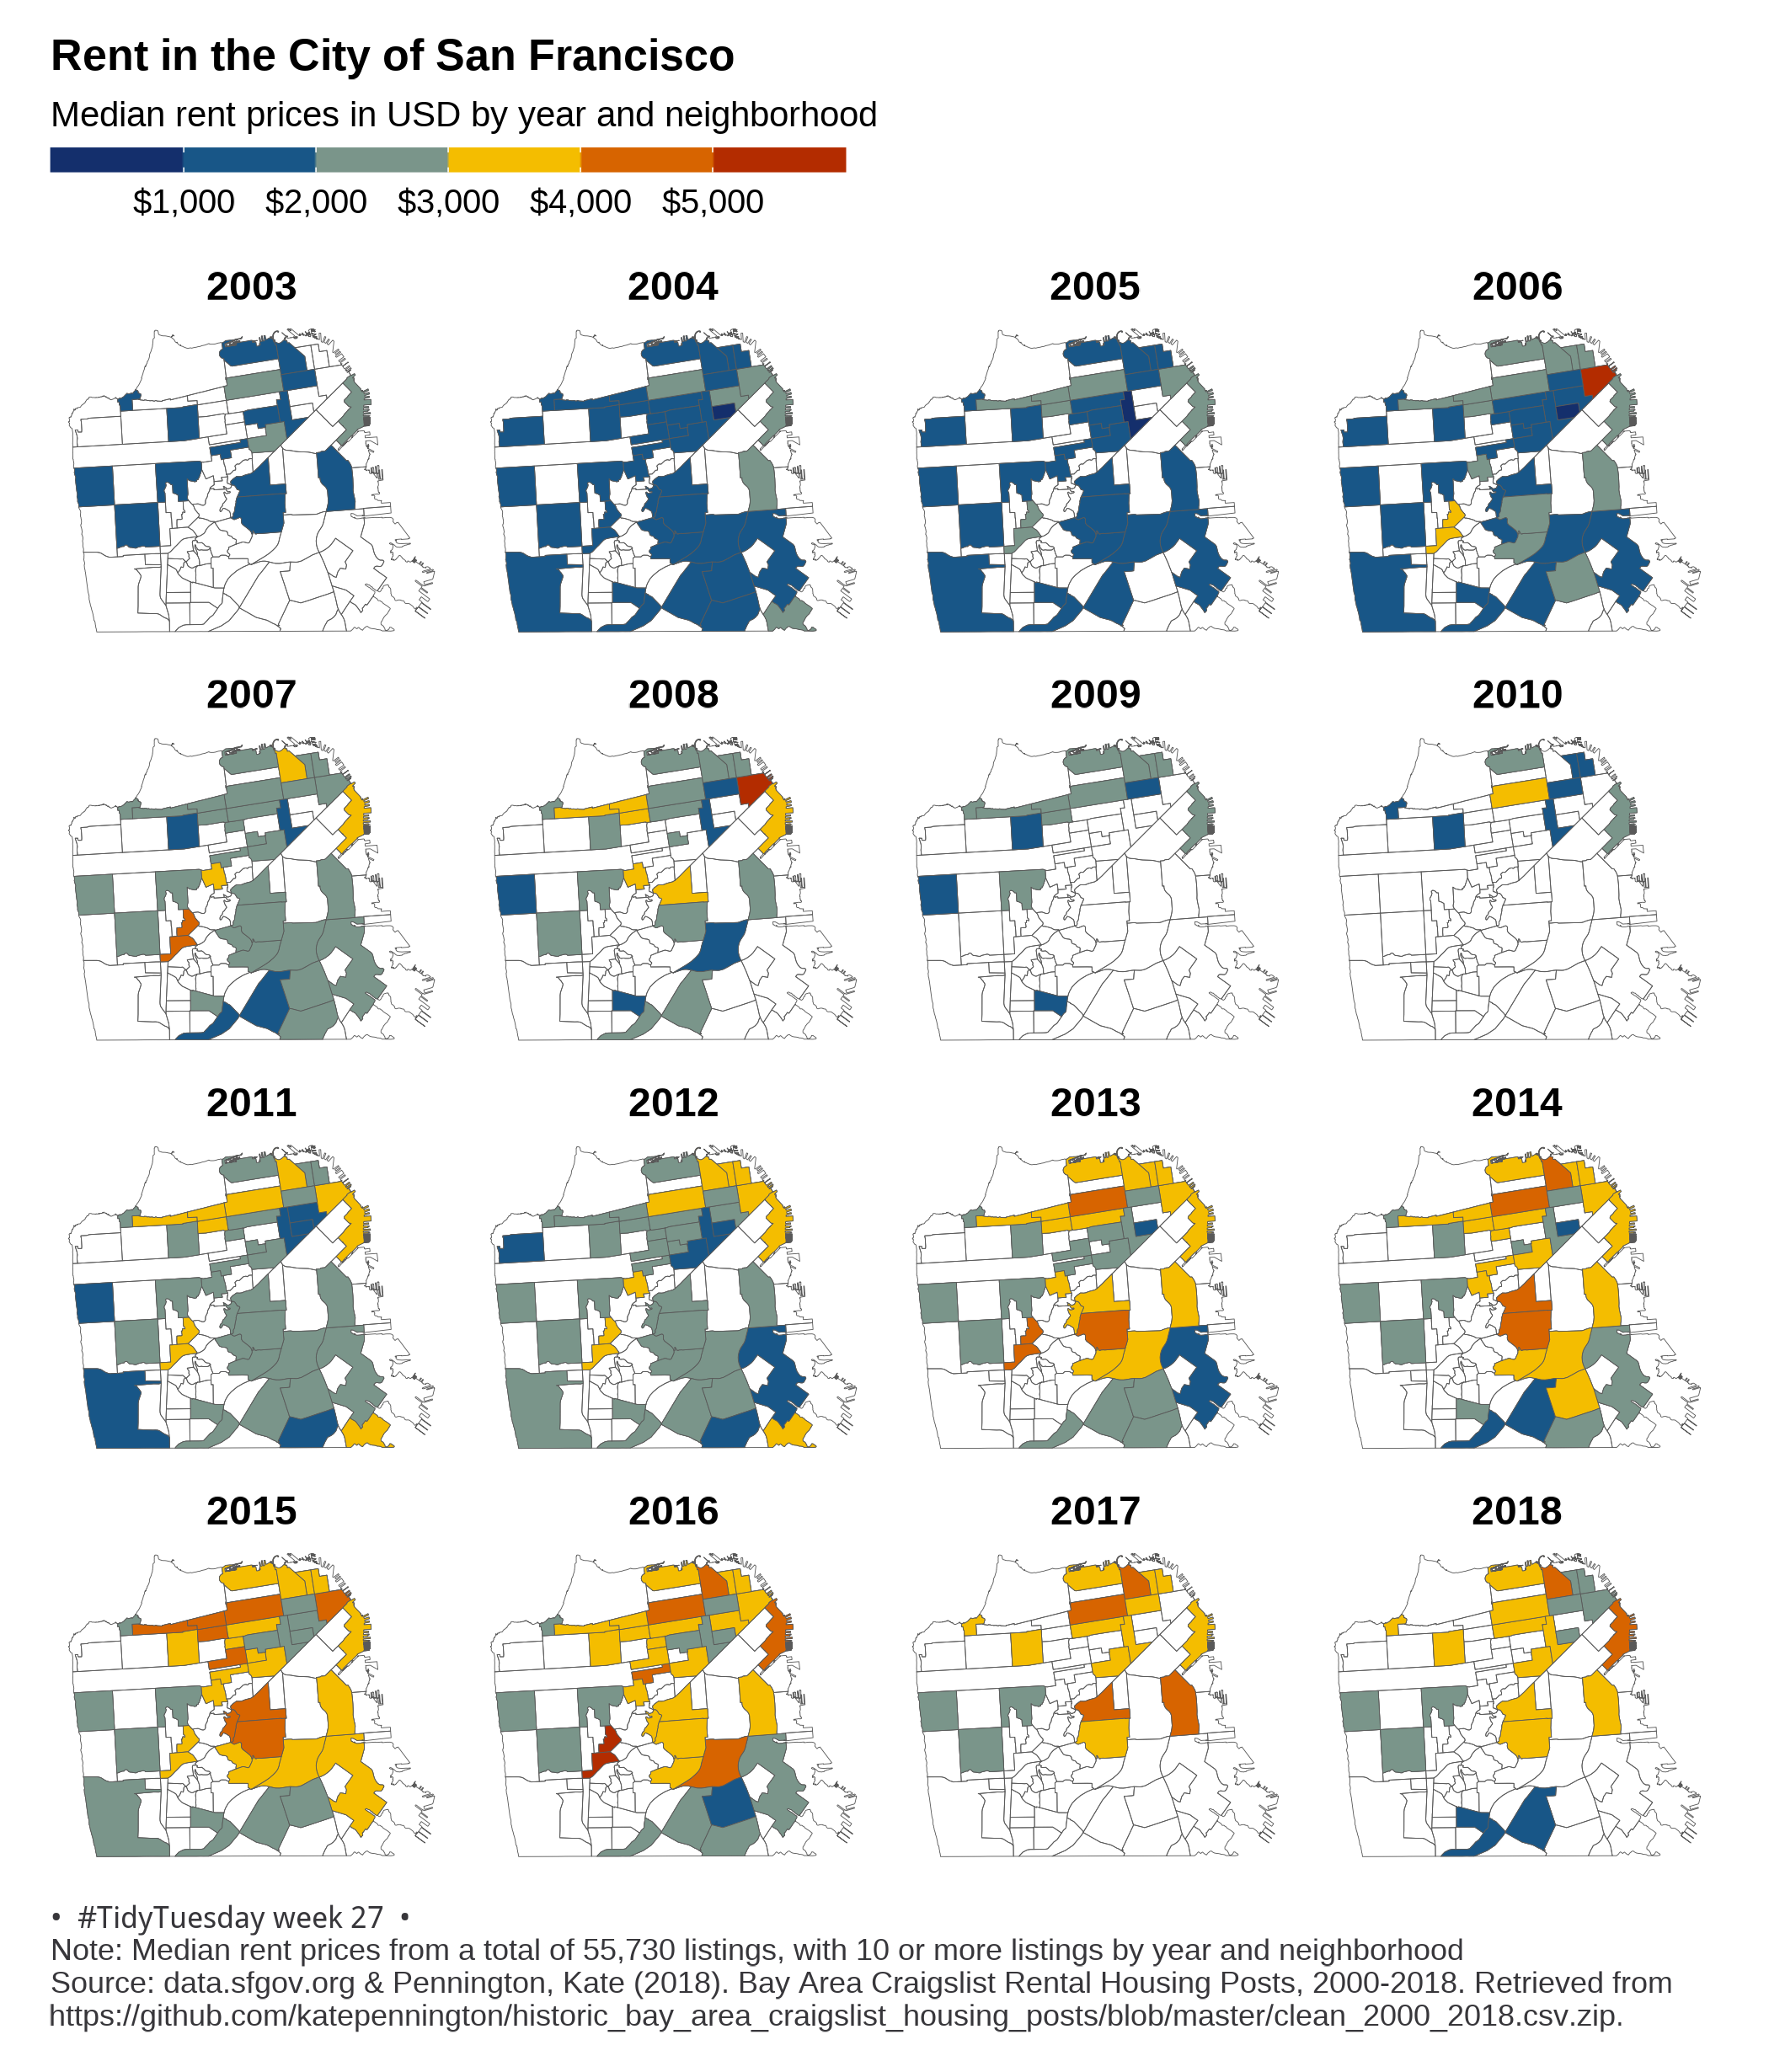 Rent in the City of San Francisco
Median rent prices in USD by year and neighborhood
$1,000 $2,000 $3,000 $4,000 $5,000
2003 2004 2005 2006
2007 2008 2009 2010
2011 2012 2013 2014
2015 2016 2017 2018
• #TidyTuesday week 27 •
Note: Median rent prices from a total of 55,730 listings, with 10 or more listings by year and neighborhood
Source: data.sfgov.org & Pennington, Kate (2018). Bay Area Craigslist Rental Housing Posts, 2000-2018. Retrieved from
https://github.com/katepennington/historic_bay_area_craigslist_housing_posts/blob/master/clean_2000_2018.csv.zip.